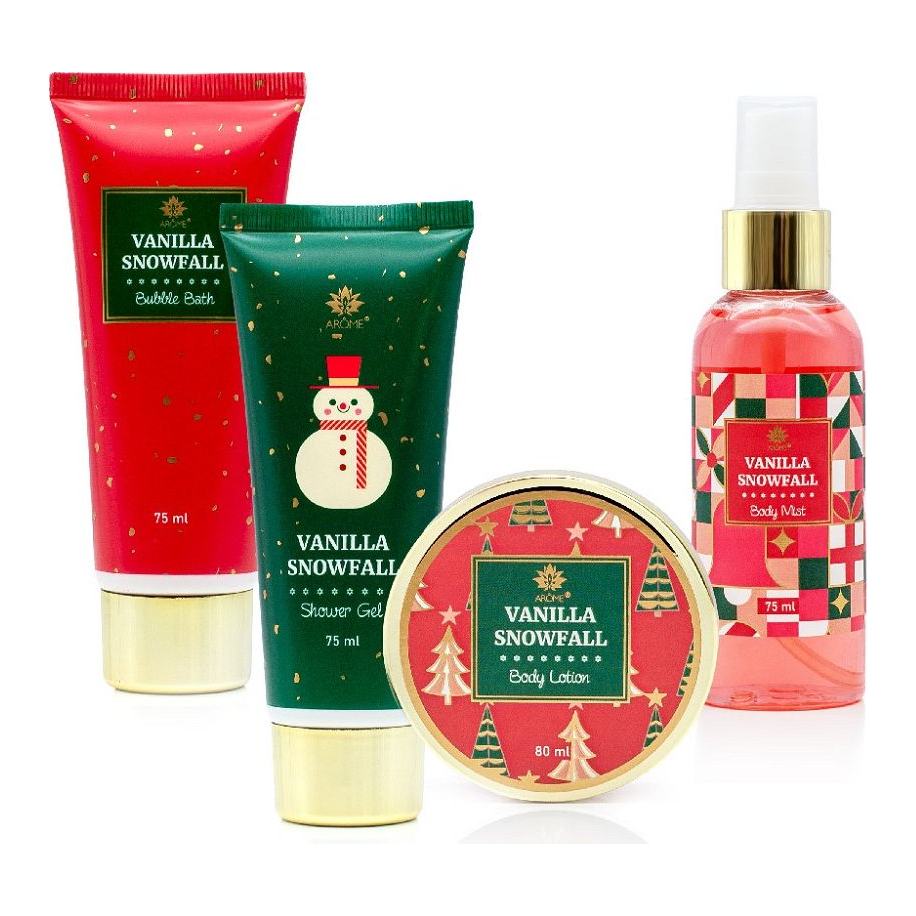 ARÔME®
VANILLA
SNOWFALL
Bubble Bath
75 ml
ARÔME®
VANILLA
SNOWFALL
Shower Gel
75 ml
ARÔME®
VANILLA
SNOWFALL
Body Lotion
80 ml
ARÔME®
VANILLA
SNOWFALL
Body Mist
75 ml